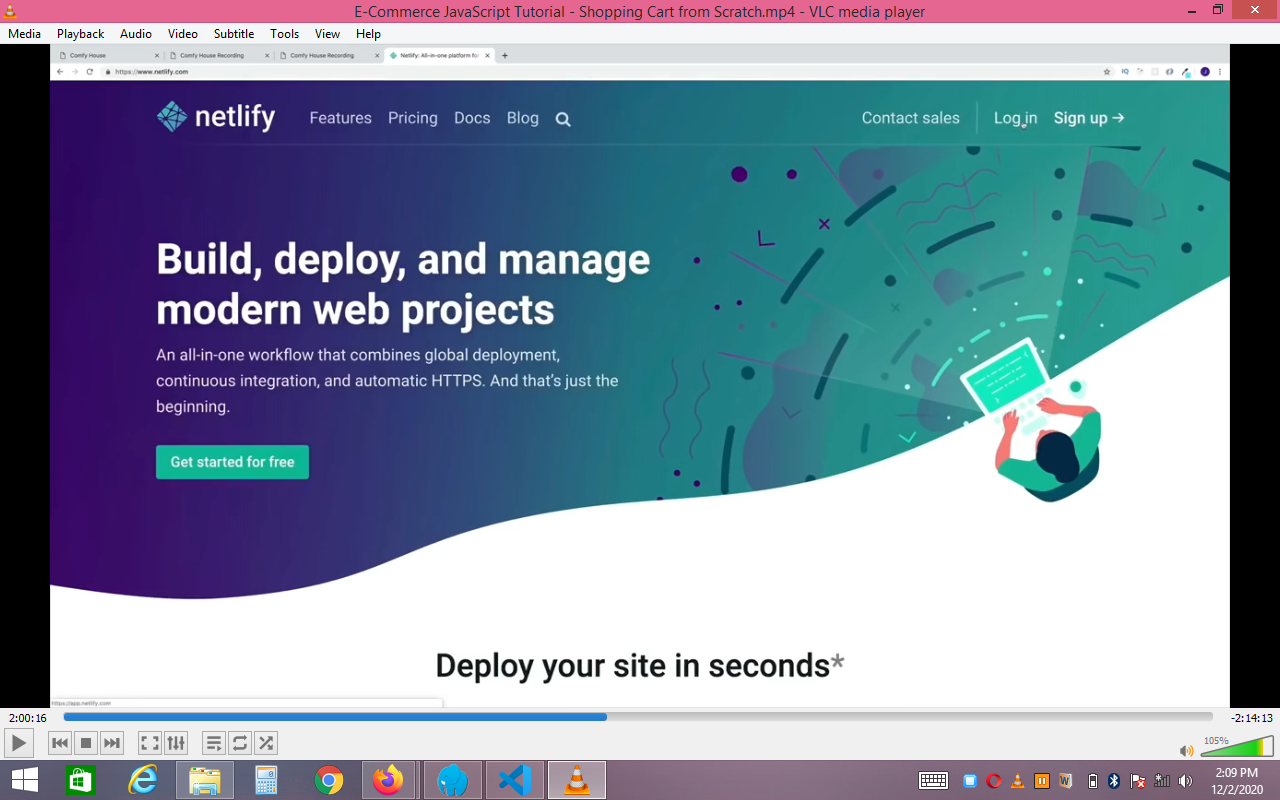 E-Commerce JavaScript Tutorial - Shopping Cart from Scratch.mp4 - VLC media player
Media Playback Audio Video Subtitle Tools View Help
Comfy House Comfy House Recording Comfy House Recording Netlify: All-in-one platform for
https://www.netlify.com
netlify Features Pricing Docs Blog Contact sales Log in Sign up →
Build, deploy, and manage
modern web projects
An all-in-one workflow that combines global deployment,
continuous integration, and automatic HTTPS. And that's just the
beginning.
Get started for free
Deploy your site in seconds*
https://app.netlify.com
2:00:16 -2:14:13
105%
2:09 PM
12/2/2020